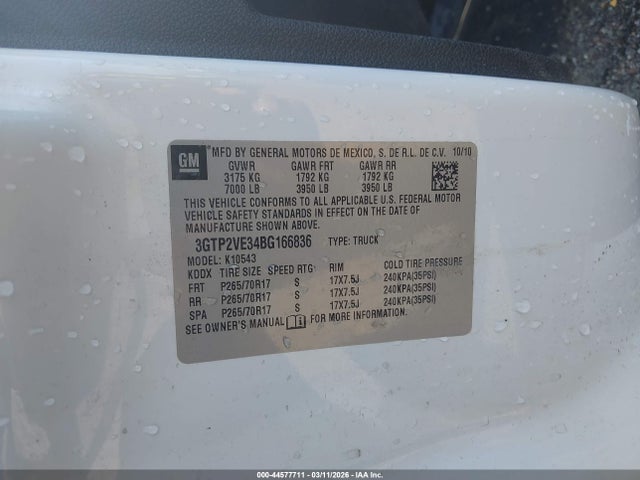 GM
MFD BY GENERAL MOTORS DE MEXICO, S. DE R.L. DE C.V. 10/10
GVWR GAWR FRT GAWR RR
3175 KG 1792 KG 1792 KG
7000 LB 3950 LB 3950 LB
THIS VEHICLE CONFORMS TO ALL APPLICABLE U.S. FEDERAL MOTOR
VEHICLE SAFETY STANDARDS IN EFFECT ON THE DATE OF
MANUFACTURE SHOWN ABOVE.
3GTP2VE34BG166836 TYPE: TRUCK
MODEL: K10543
KDDX TIRE SIZE SPEED RTG RIM COLD TIRE PRESSURE
FRT P265/70R17 S 17X7.5J 240KPA(35PSI)
RR P265/70R17 S 17X7.5J 240KPA(35PSI)
SPA P265/70R17 S 17X7.5J 240KPA(35PSI)
SEE OWNER'S MANUAL FOR MORE INFORMATION.
000-44577711 - 03/11/2026 - IAA Inc.